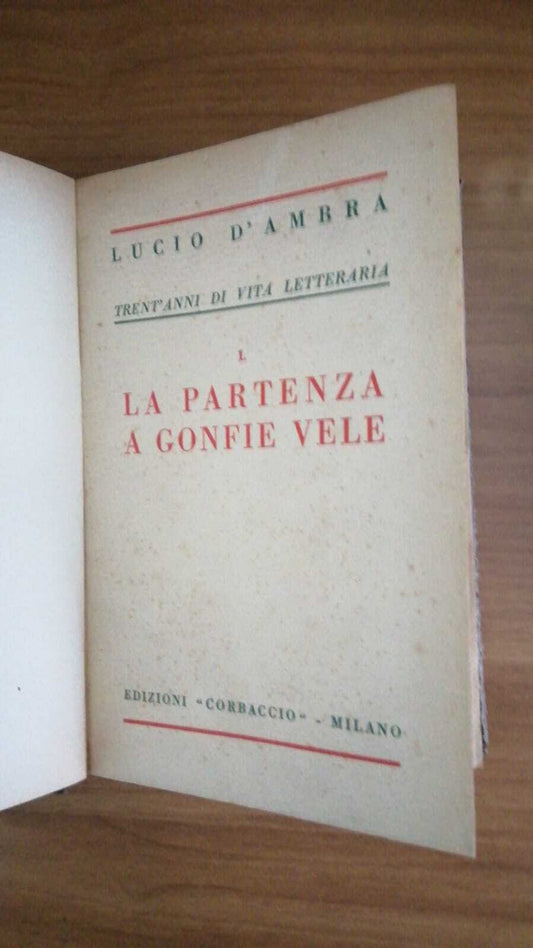 LUCIO D'AMBRA
TRENT'ANNI DI VITA LETTERARIA
I.
LA PARTENZA
A GONFIE VELE
EDIZIONI "CORBACCIO" - MILANO